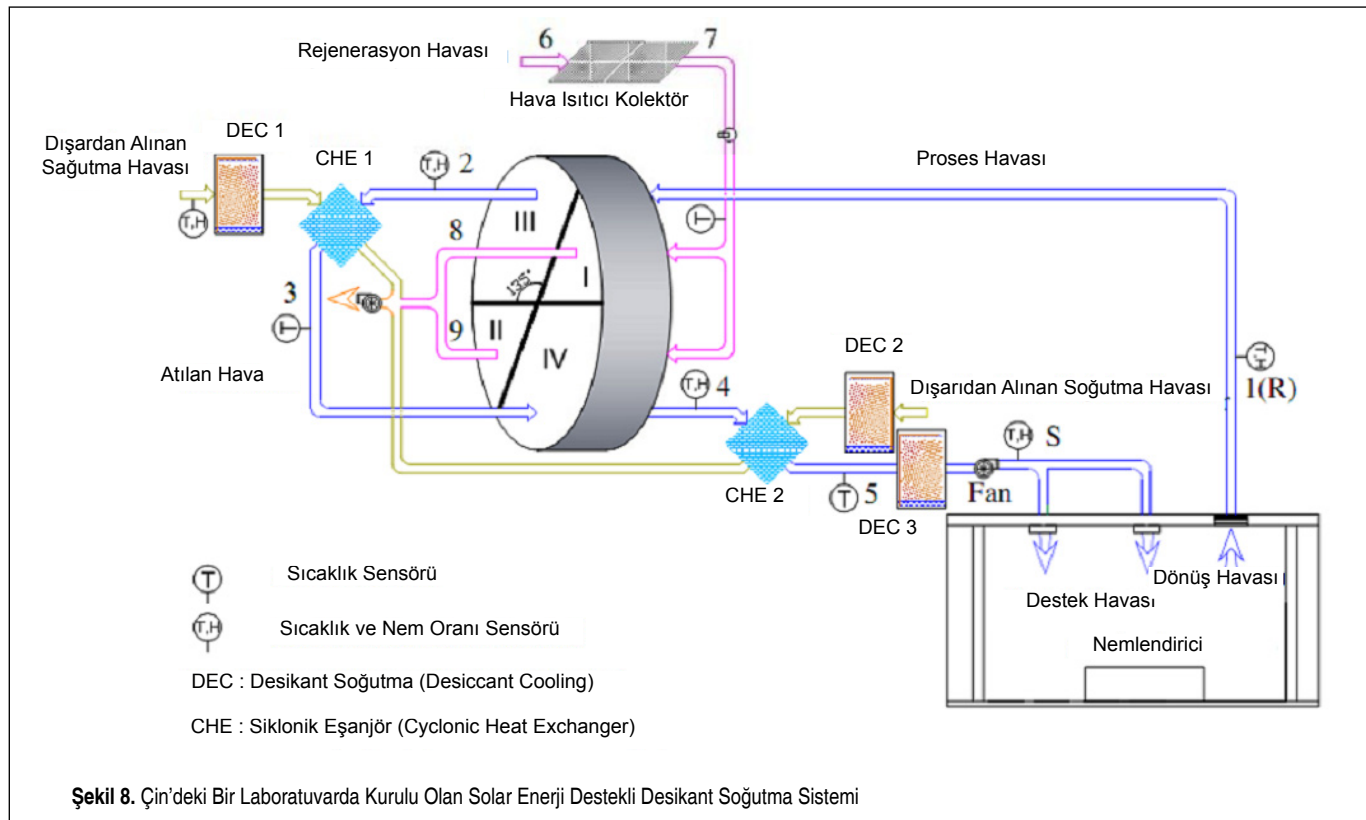 Rejenerasyon Havası
6
7
Hava Isıtıcı Kolektör
DEC 1
Dışardan Alınan
Sağutma Havası
CHE 1
T,H
2
Proses Havası
T,H
III
T
8
135°
I
3
T
9
II
IV
Atılan Hava
DEC 2
T,H
4
Dışarıdan Alınan Soğutma Havası
T,H
1(R)
T,H
S
CHE 2
T
5
Fan
DEC 3
T
Sıcaklık Sensörü
T,H
Sıcaklık ve Nem Oranı Sensörü
DEC : Desikant Soğutma (Desiccant Cooling)
CHE : Siklonik Eşanjör (Cyclonic Heat Exchanger)
Dönüş Havası
Destek Havası
Nemlendirici
Şekil 8. Çin’deki Bir Laboratuvarda Kurulu Olan Solar Enerji Destekli Desikant Soğutma Sistemi